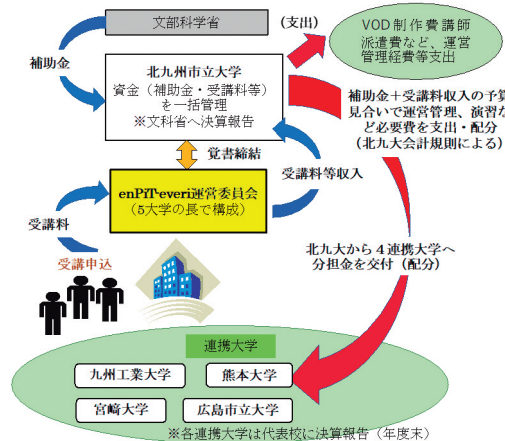 文部科学省
(支出)
VOD制作費講師
派遣費など、運営
管理経費等支出
補助金
北九州市立大学
資金（補助金・受講料等）
を一括管理
※文科省へ決算報告
補助金＋受講料収入の予算
見合いで運営管理、演習な
ど必要費を支出・配分
（北九大会計規則による）
覚書締結
受講料等収入
enPiT-everi運営委員会
（5大学の長で構成）
受講料
受講申込
北九大から４連携大学へ
分担金を交付（配分）
連携大学
九州工業大学
熊本大学
宮崎大学
広島市立大学
※各連携大学は代表校に決算報告（年度末）